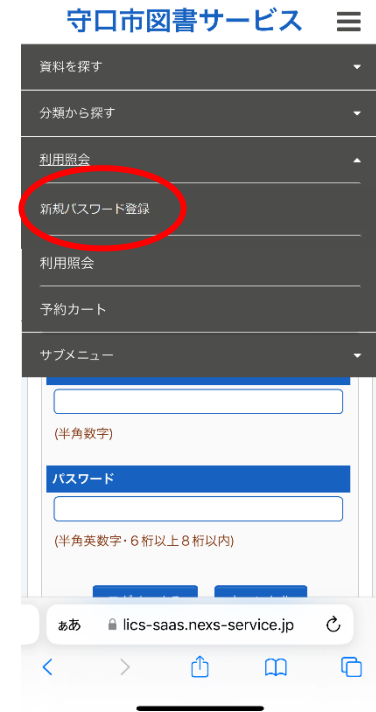 守口市図書サービス
資料を探す
分類から探す
利用照会
新規パスワード登録
利用照会
予約カート
サブメニュー
(半角数字)
パスワード
(半角英数字・6桁以上8桁以内)
ぁあ lics-saas.nexs-service.jp